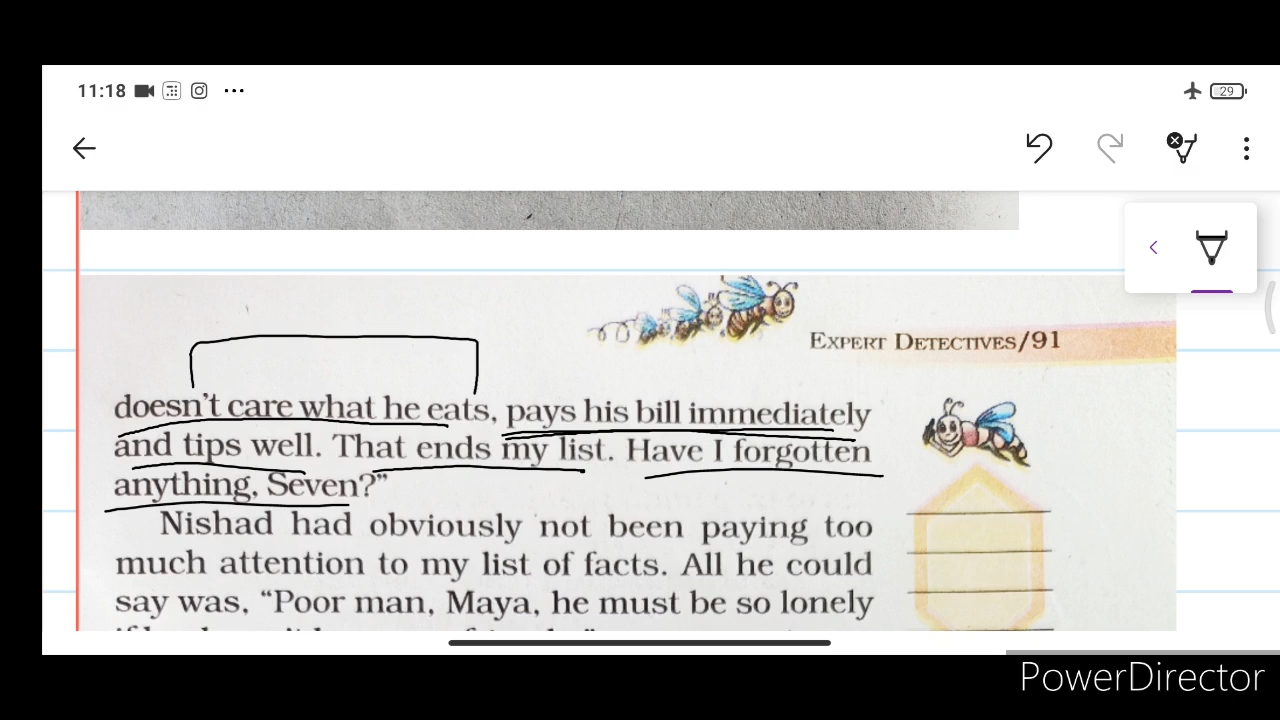 11:18
29
EXPERT DETECTIVES/91
doesn't care what he eats, pays his bill immediately
and tips well. That ends my list. Have I forgotten
anything, Seven?”
Nishad had obviously not been paying too
much attention to my list of facts. All he could
say was, “Poor man, Maya, he must be so lonely
PowerDirector